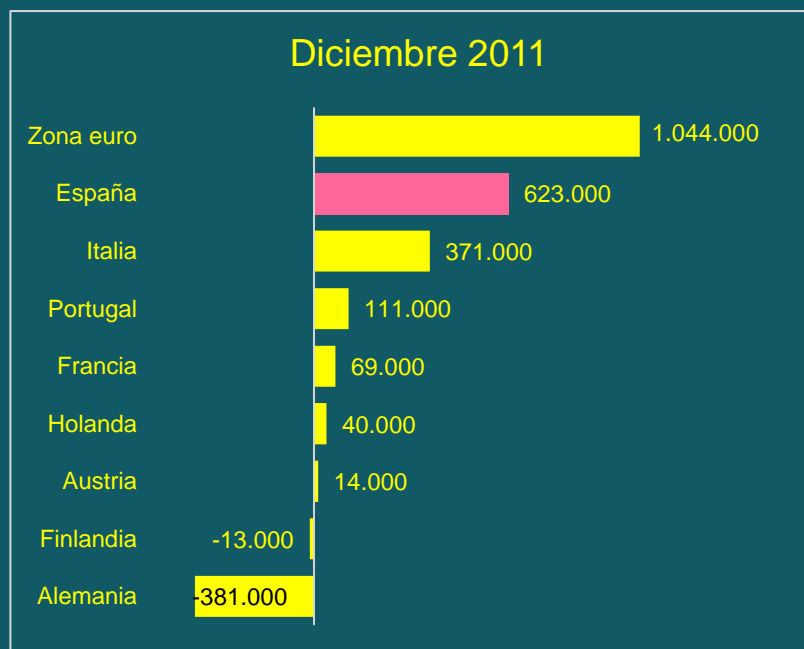 Diciembre 2011
Zona euro 1.044.000
España 623.000
Italia 371.000
Portugal 111.000
Francia 69.000
Holanda 40.000
Austria 14.000
Finlandia -13.000
Alemania -381.000